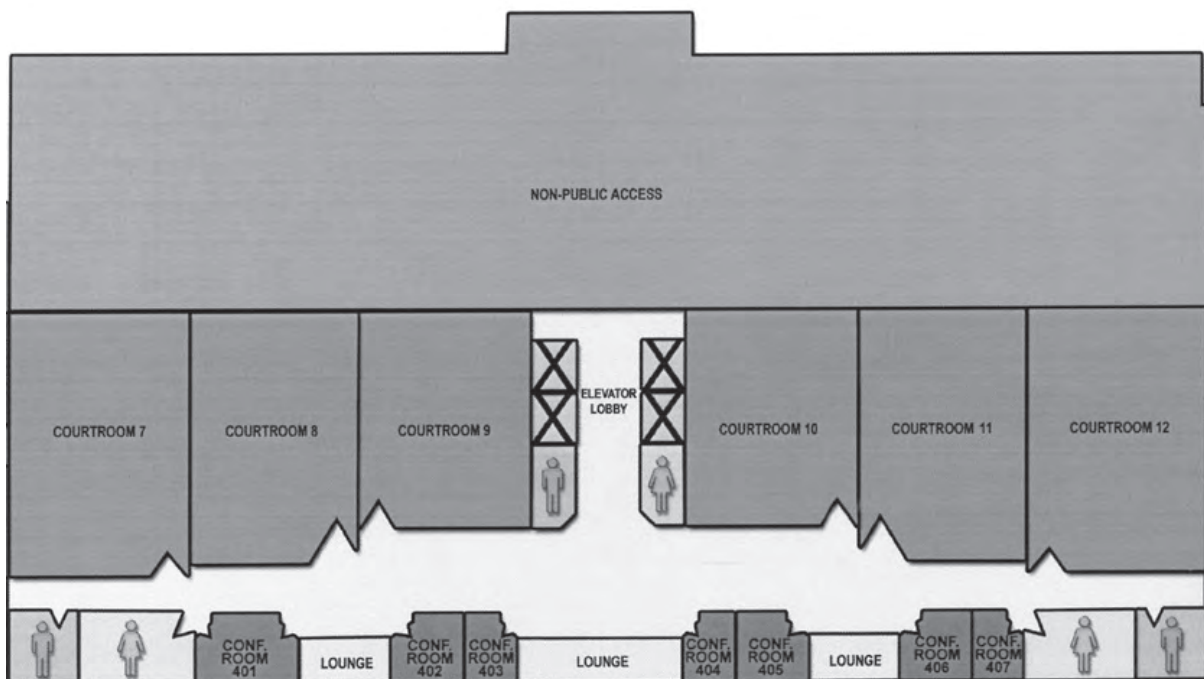 NON-PUBLIC ACCESS
ELEVATOR
LOBBY
COURTROOM 7
COURTROOM 8
COURTROOM 9
COURTROOM 10
COURTROOM 11
COURTROOM 12
CONF.
ROOM
401
LOUNGE
CONF.
ROOM
402
CONF.
ROOM
403
LOUNGE
CONF.
ROOM
404
CONF.
ROOM
405
LOUNGE
CONF.
ROOM
406
CONF.
ROOM
407